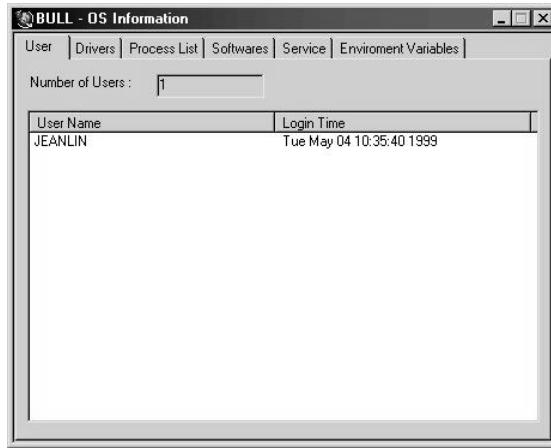 BULL - OS Information
User Drivers Process List Softwares Service Enviroment Variables
Number of Users : 1
User Name Login Time
JEANLIN Tue May 04 10:35:40 1999